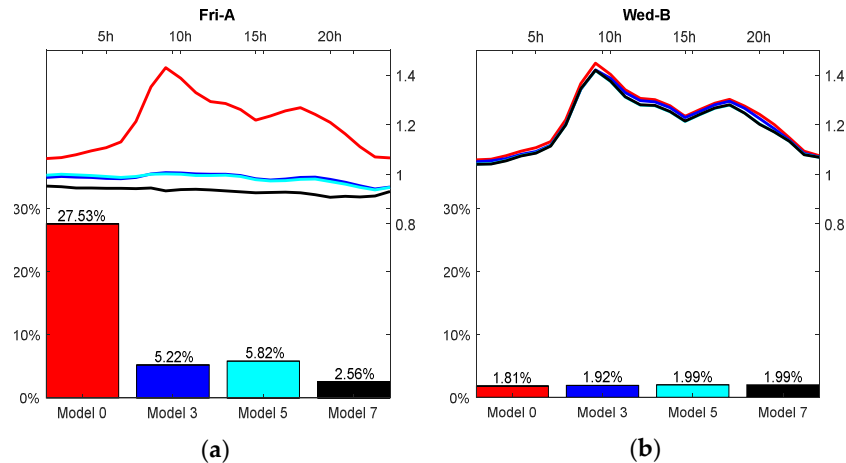 Fri-A
5h 10h 15h 20h
1.4
1.2
1
0.8
30%
20%
10%
0%
27.53%
5.22%
5.82%
2.56%
Model 0 Model 3 Model 5 Model 7
(a)
Wed-B
5h 10h 15h 20h
1.4
1.2
1
0.8
30%
20%
10%
0%
1.81% 1.92% 1.99% 1.99%
Model 0 Model 3 Model 5 Model 7
(b)